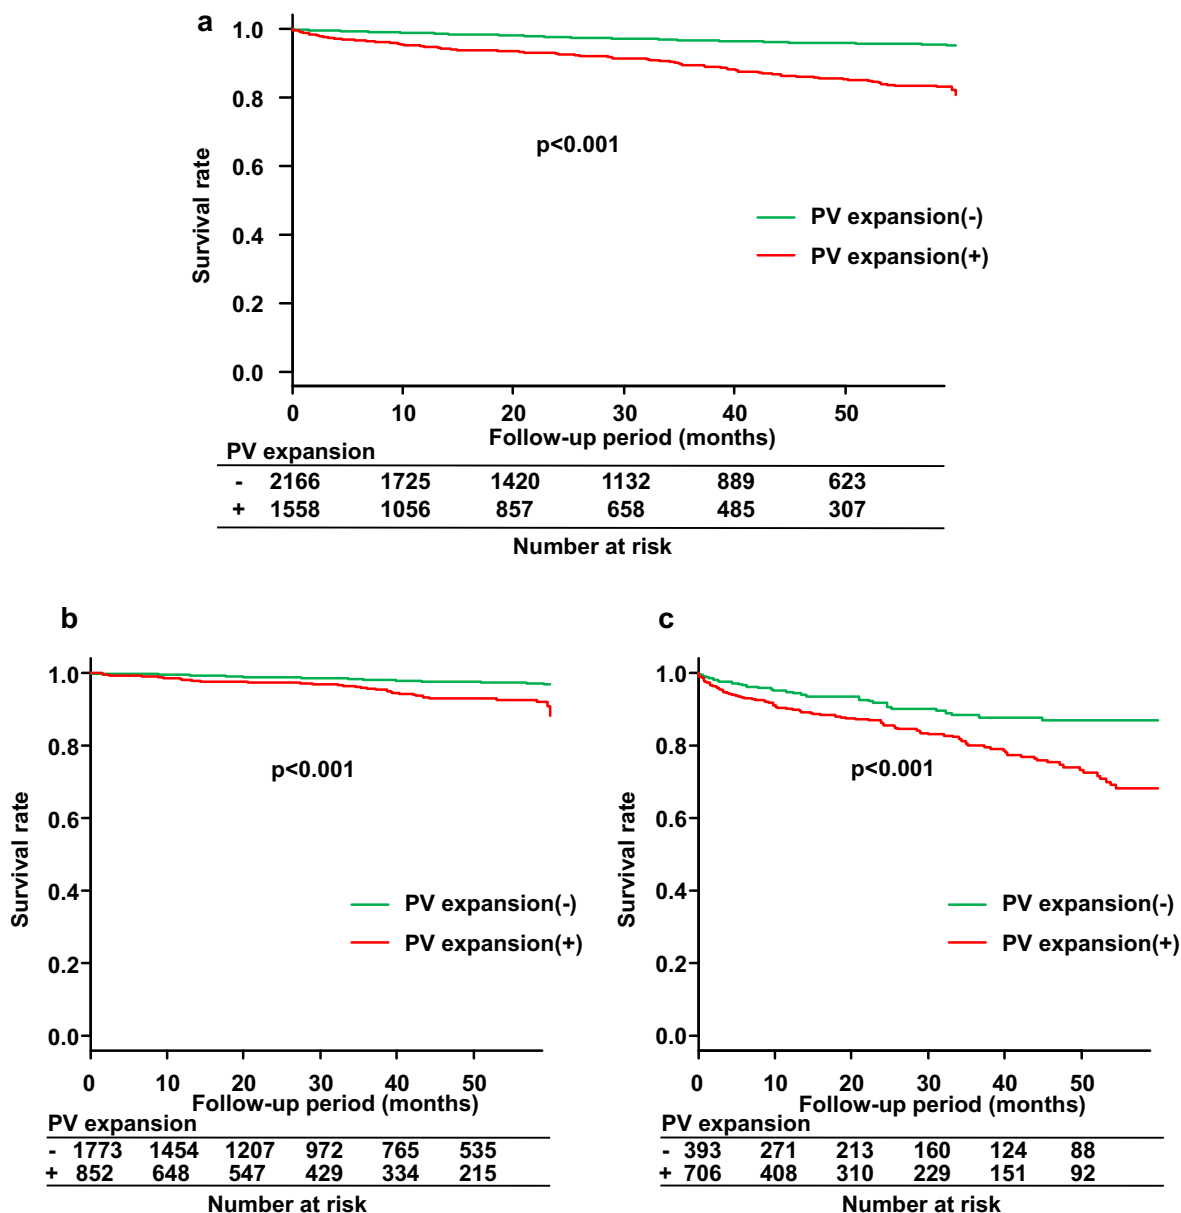 a
1.0
0.8
0.6
0.4
0.2
0.0
Survival rate
p<0.001
PV expansion(-)
PV expansion(+)
0 10 20 30 40 50
Follow-up period (months)
PV expansion
- 2166 1725 1420 1132 889 623
+ 1558 1056 857 658 485 307
Number at risk
b
1.0
0.8
0.6
0.4
0.2
0.0
Survival rate
p<0.001
PV expansion(-)
PV expansion(+)
0 10 20 30 40 50
Follow-up period (months)
PV expansion
- 1773 1454 1207 972 765 535
+ 852 648 547 429 334 215
Number at risk
c
1.0
0.8
0.6
0.4
0.2
0.0
Survival rate
p<0.001
PV expansion(-)
PV expansion(+)
0 10 20 30 40 50
Follow-up period (months)
PV expansion
- 393 271 213 160 124 88
+ 706 408 310 229 151 92
Number at risk